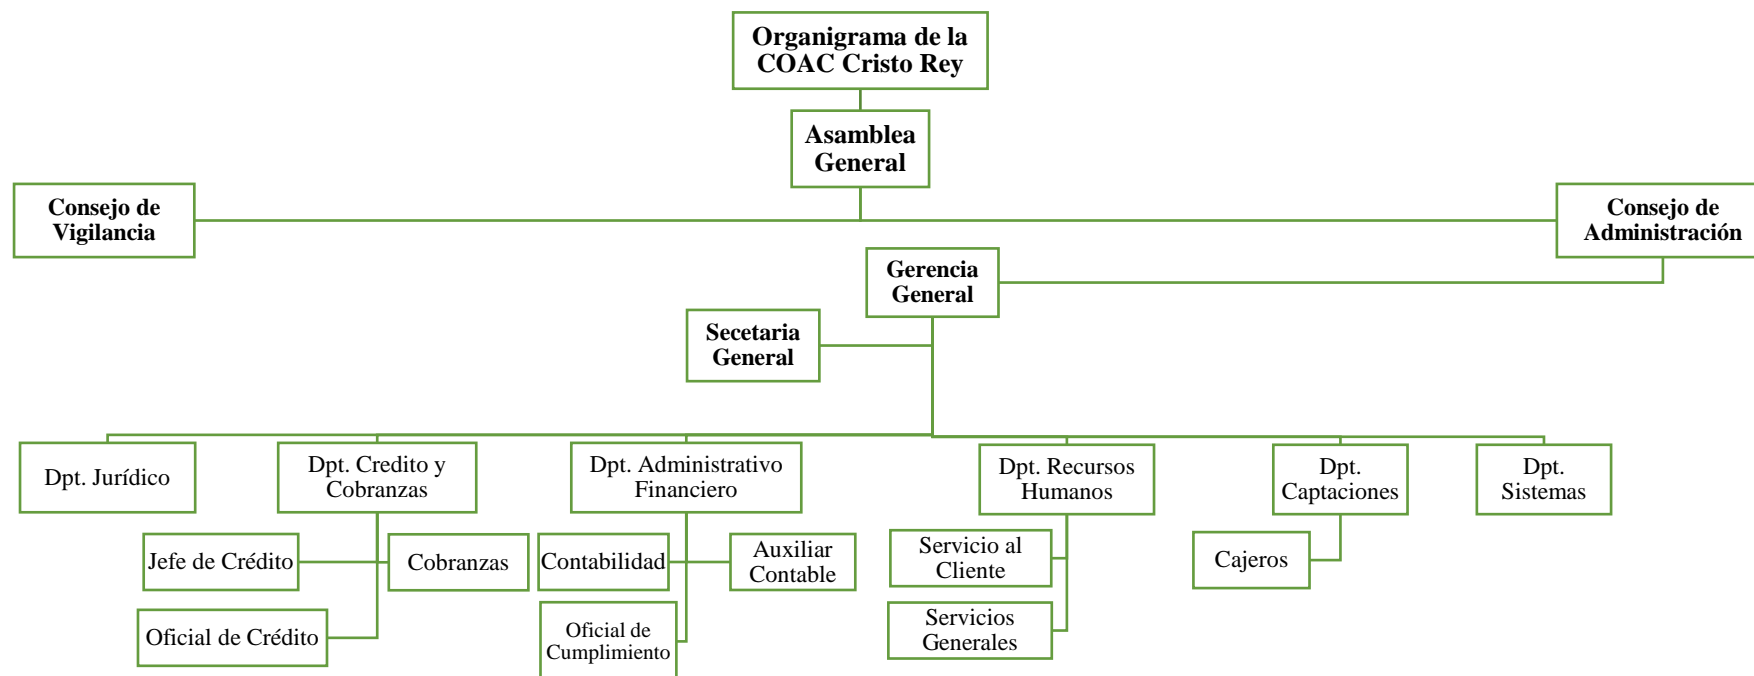 Organigrama de la
COAC Cristo Rey
Asamblea
General
Consejo de
Vigilancia
Consejo de
Administración
Gerencia
General
Secetaria
General
Dpt. Jurídico
Dpt. Credito y
Cobranzas
Dpt. Administrativo
Financiero
Dpt. Recursos
Humanos
Dpt.
Captaciones
Dpt.
Sistemas
Jefe de Crédito
Cobranzas
Contabilidad
Auxiliar
Contable
Servicio al
Cliente
Cajeros
Oficial de Crédito
Oficial de
Cumplimiento
Servicios
Generales